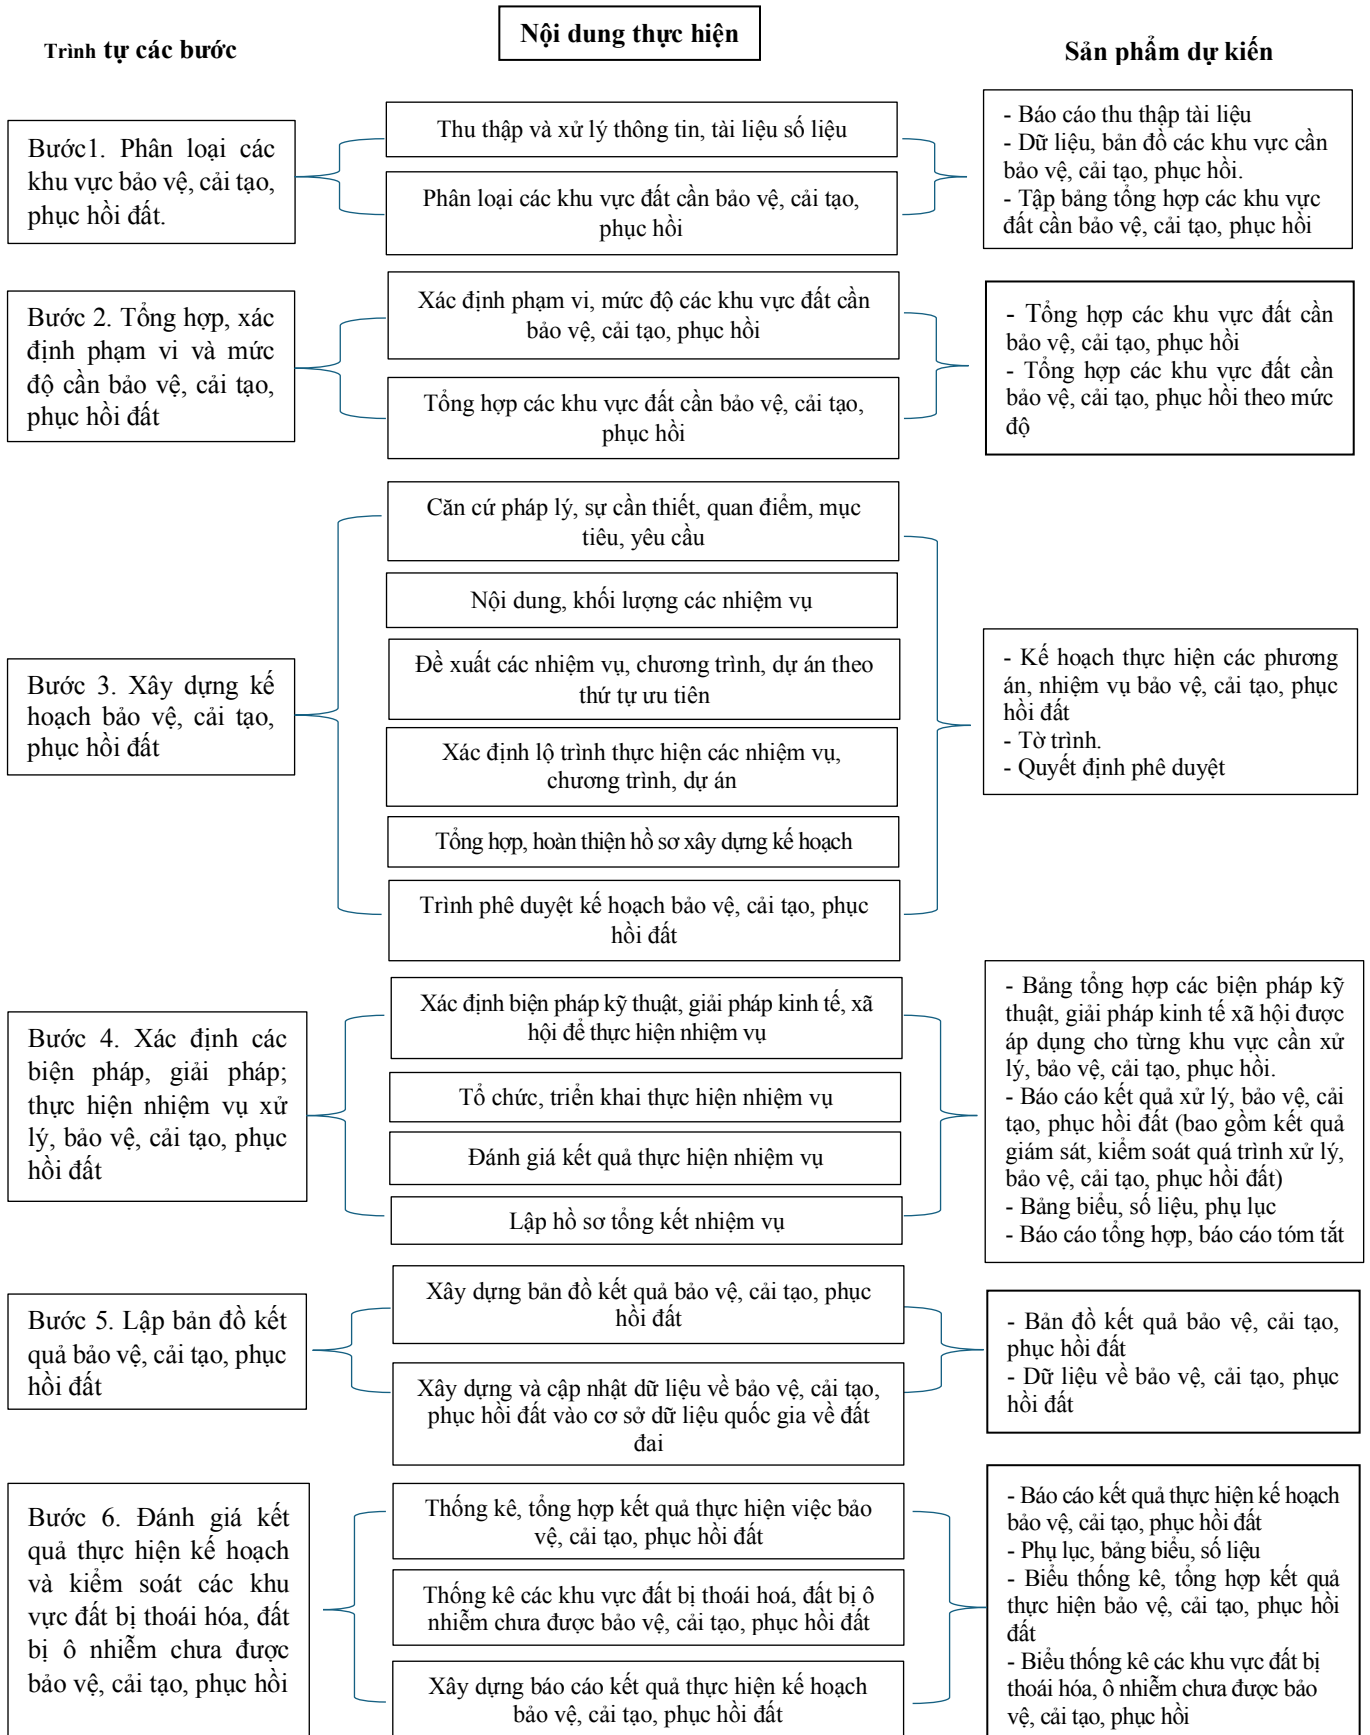 Trình tự các bước
Nội dung thực hiện
Sản phẩm dự kiến
Bước1. Phân loại các
khu vực bảo vệ, cải tạo,
phục hồi đất.
Thu thập và xử lý thông tin, tài liệu số liệu
Phân loại các khu vực đất cần bảo vệ, cải tạo,
phục hồi
- Báo cáo thu thập tài liệu
- Dữ liệu, bản đồ các khu vực cần
bảo vệ, cải tạo, phục hồi.
- Tập bảng tổng hợp các khu vực
đất cần bảo vệ, cải tạo, phục hồi
Bước 2. Tổng hợp, xác
định phạm vi và mức
độ cần bảo vệ, cải tạo,
phục hồi đất
Xác định phạm vi, mức độ các khu vực đất cần
bảo vệ, cải tạo, phục hồi
Tổng hợp các khu vực đất cần bảo vệ, cải tạo,
phục hồi
- Tổng hợp các khu vực đất cần
bảo vệ, cải tạo, phục hồi
- Tổng hợp các khu vực đất cần
bảo vệ, cải tạo, phục hồi theo mức
độ
Bước 3. Xây dựng kế
hoạch bảo vệ, cải tạo,
phục hồi đất
Căn cứ pháp lý, sự cần thiết, quan điểm, mục
tiêu, yêu cầu
Nội dung, khối lượng các nhiệm vụ
Đề xuất các nhiệm vụ, chương trình, dự án theo
thứ tự ưu tiên
Xác định lộ trình thực hiện các nhiệm vụ,
chương trình, dự án
Tổng hợp, hoàn thiện hồ sơ xây dựng kế hoạch
Trình phê duyệt kế hoạch bảo vệ, cải tạo, phục
hồi đất
- Kế hoạch thực hiện các phương
án, nhiệm vụ bảo vệ, cải tạo, phục
hồi đất
- Tờ trình.
- Quyết định phê duyệt
Bước 4. Xác định các
biện pháp, giải pháp;
thực hiện nhiệm vụ xử
lý, bảo vệ, cải tạo, phục
hồi đất
Xác định biện pháp kỹ thuật, giải pháp kinh tế, xã
hội để thực hiện nhiệm vụ
Tổ chức, triển khai thực hiện nhiệm vụ
Đánh giá kết quả thực hiện nhiệm vụ
Lập hồ sơ tổng kết nhiệm vụ
- Bảng tổng hợp các biện pháp kỹ
thuật, giải pháp kinh tế xã hội được
áp dụng cho từng khu vực cần xử
lý, bảo vệ, cải tạo, phục hồi.
- Báo cáo kết quả xử lý, bảo vệ, cải
tạo, phục hồi đất (bao gồm kết quả
giám sát, kiểm soát quá trình xử lý,
bảo vệ, cải tạo, phục hồi đất)
- Bảng biểu, số liệu, phụ lục
- Báo cáo tổng hợp, báo cáo tóm tắt
Bước 5. Lập bản đồ kết
quả bảo vệ, cải tạo, phục
hồi đất
Xây dựng bản đồ kết quả bảo vệ, cải tạo, phục
hồi đất
Xây dựng và cập nhật dữ liệu về bảo vệ, cải tạo,
phục hồi đất vào cơ sở dữ liệu quốc gia về đất
đai
- Bản đồ kết quả bảo vệ, cải tạo,
phục hồi đất
- Dữ liệu về bảo vệ, cải tạo, phục
hồi đất
Bước 6. Đánh giá kết
quả thực hiện kế hoạch
và kiểm soát các khu
vực đất bị thoái hóa, đất
bị ô nhiễm chưa được
bảo vệ, cải tạo, phục hồi
Thống kê, tổng hợp kết quả thực hiện việc bảo
vệ, cải tạo, phục hồi đất
Thống kê các khu vực đất bị thoái hoá, đất bị ô
nhiễm chưa được bảo vệ, cải tạo, phục hồi đất
Xây dựng báo cáo kết quả thực hiện kế hoạch
bảo vệ, cải tạo, phục hồi đất
- Báo cáo kết quả thực hiện kế hoạch
bảo vệ, cải tạo, phục hồi đất
- Phụ lục, bảng biểu, số liệu
- Biểu thống kê, tổng hợp kết quả
thực hiện bảo vệ, cải tạo, phục hồi
đất
- Biểu thống kê các khu vực đất bị
thoái hóa, ô nhiễm chưa được bảo
vệ, cải tạo, phục hồi